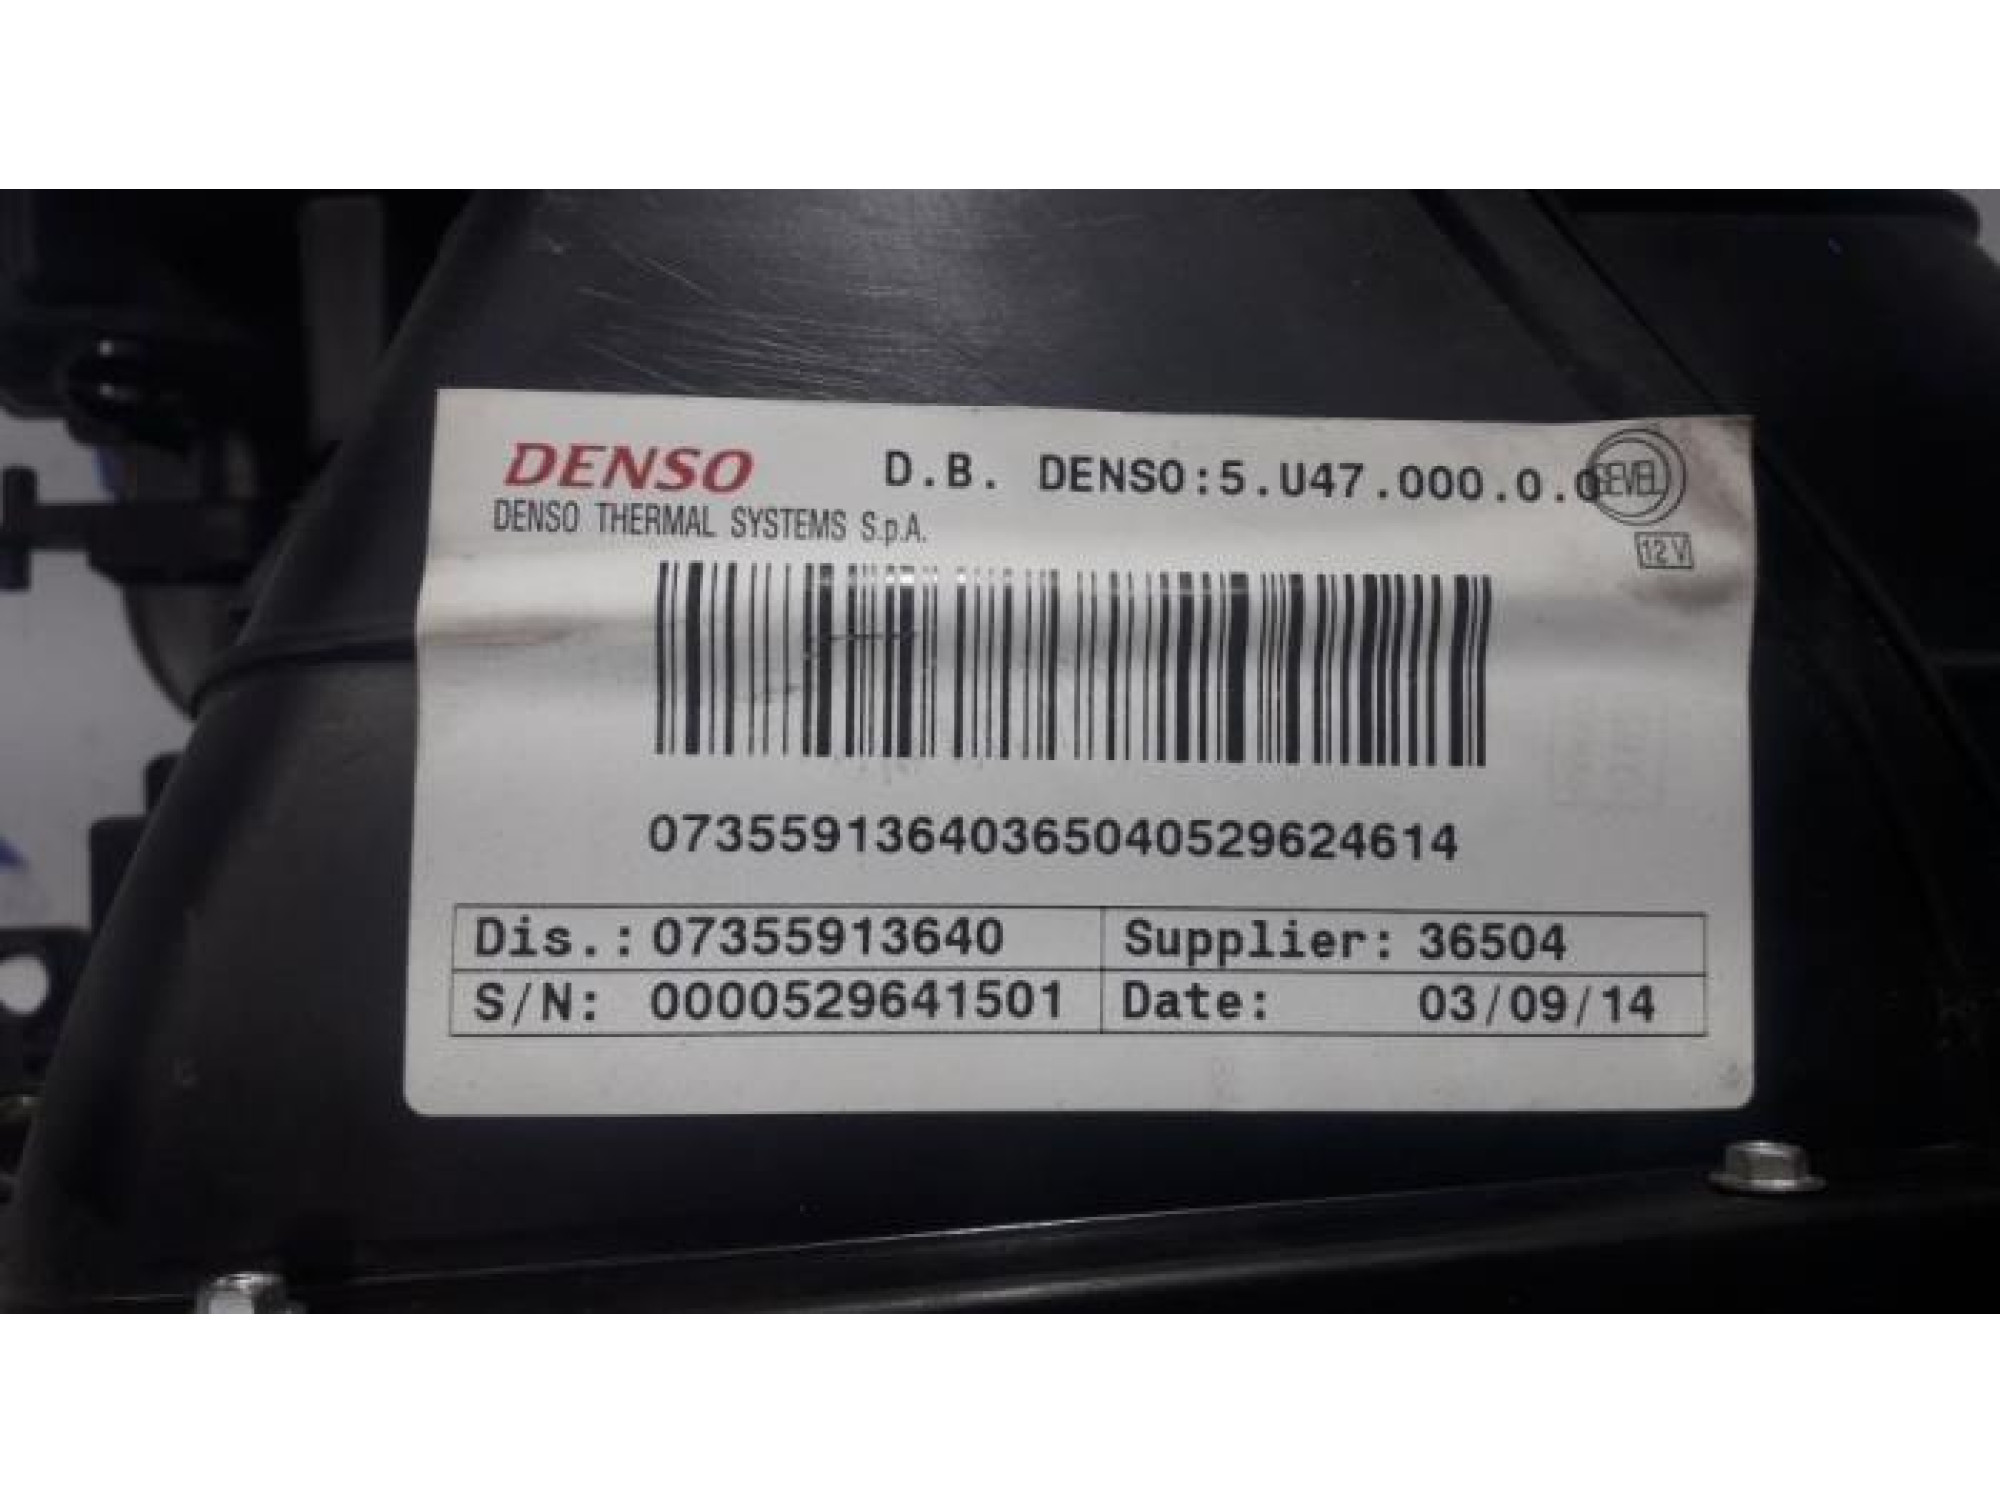 DENSO D.B. DENSO:5.U47.000.0.0 SEVEL
DENSO THERMAL SYSTEMS S.p.A.
12 V
07355913640365040529624614
Dis.: 07355913640 Supplier: 36504
S/N: 0000529641501 Date: 03/09/14